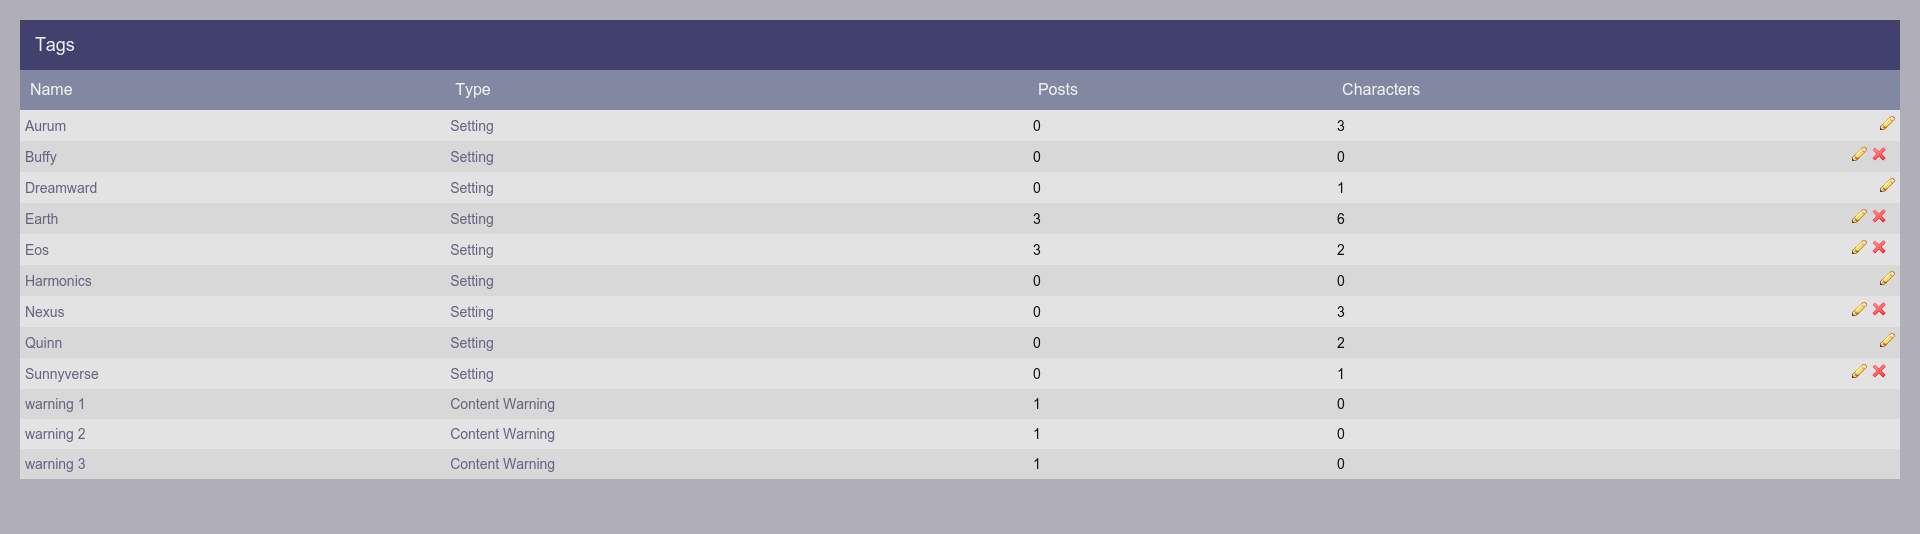 Tags
Name Type Posts Characters
Aurum Setting 0 3
Buffy Setting 0 0
Dreamward Setting 0 1
Earth Setting 3 6
Eos Setting 3 2
Harmonics Setting 0 0
Nexus Setting 0 3
Quinn Setting 0 2
Sunnyverse Setting 0 1
warning 1 Content Warning 1 0
warning 2 Content Warning 1 0
warning 3 Content Warning 1 0